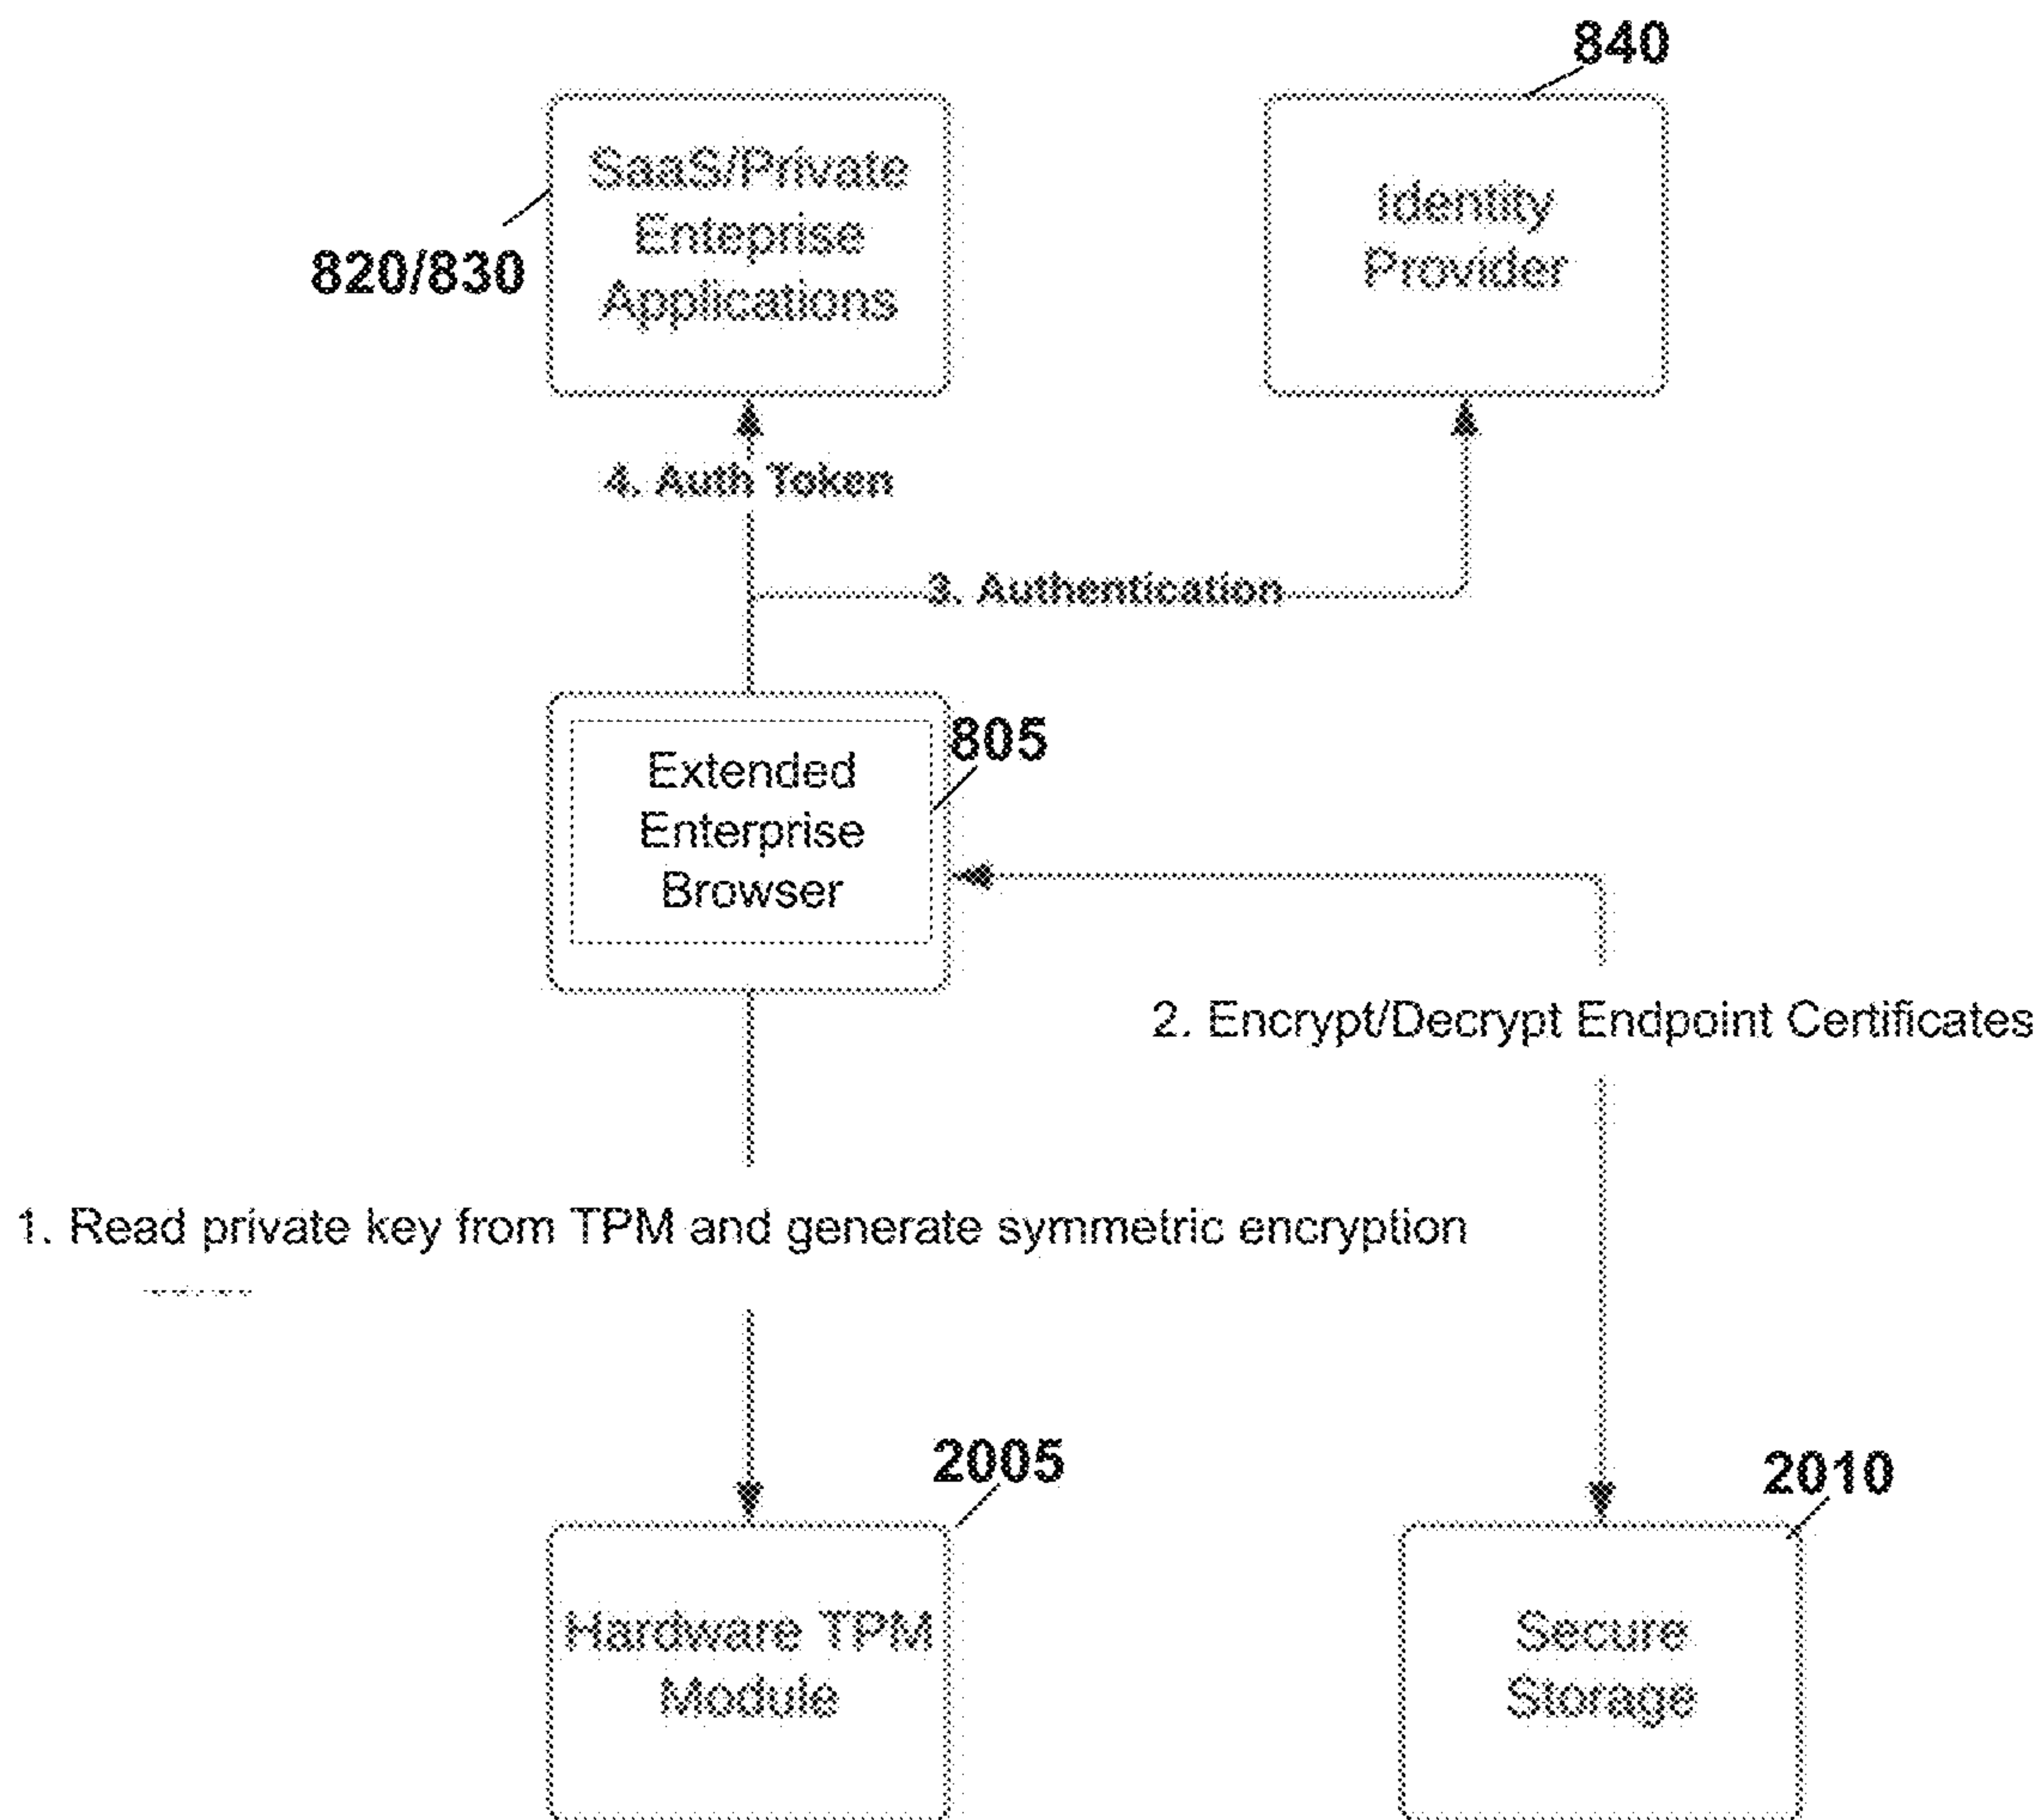 840
SaaS/Private
Enteprise
Applications
Identity
Provider
820/830
4. Auth Token
3. Authentication
805
Extended
Enterprise
Browser
2. Encrypt/Decrypt Endpoint Certificates
1. Read private key from TPM and generate symmetric encryption
2005
2010
Hardware TPM
Module
Secure
Storage